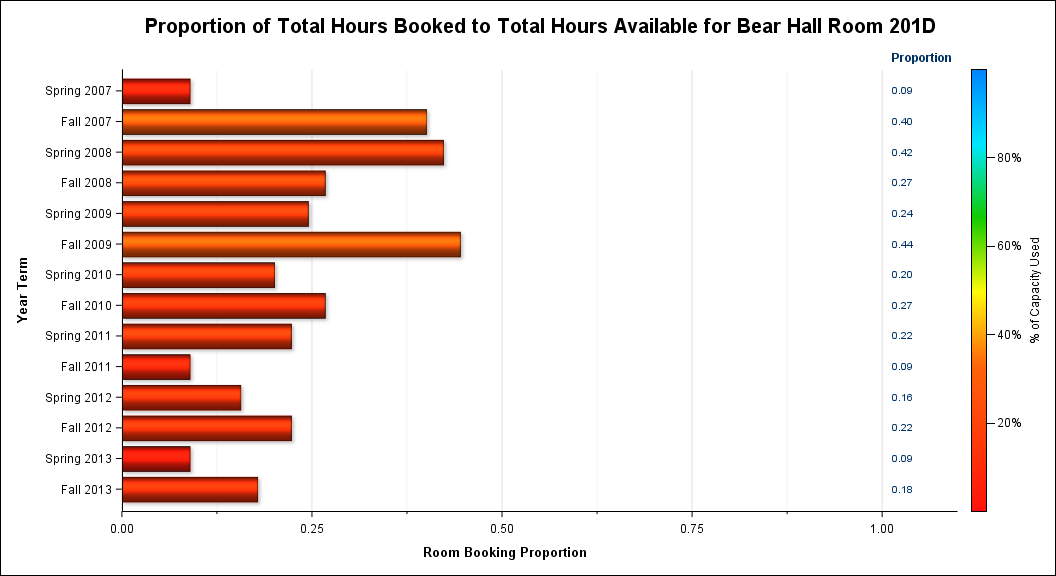 Proportion of Total Hours Booked to Total Hours Available for Bear Hall Room 201D
Proportion
Spring 2007 0.09
Fall 2007 0.40
Spring 2008 0.42
Fall 2008 0.27
Spring 2009 0.24
Fall 2009 0.44
Spring 2010 0.20
Fall 2010 0.27
Spring 2011 0.22
Fall 2011 0.09
Spring 2012 0.16
Fall 2012 0.22
Spring 2013 0.09
Fall 2013 0.18
Year Term
0.00 0.25 0.50 0.75 1.00
Room Booking Proportion
80%
60%
40%
20%
% of Capacity Used